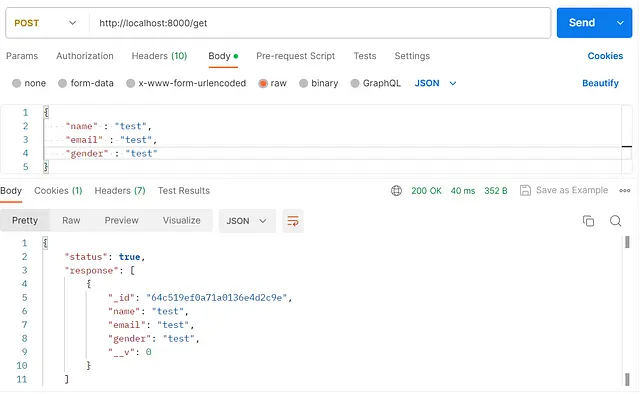 POST http://localhost:8000/get Send
Params Authorization Headers (10) Body Pre-request Script Tests Settings Cookies
none form-data x-www-form-urlencoded raw binary GraphQL JSON Beautify
1 {
2 "name" : "test",
3 "email" : "test",
4 "gender" : "test"
5 }
Body Cookies (1) Headers (7) Test Results 200 OK 40 ms 352 B Save as Example
Pretty Raw Preview Visualize JSON
1 {
2 "status": true,
3 "response": [
4 {
5 "_id": "64c519ef0a71a0136e4d2c9e",
6 "name": "test",
7 "email": "test",
8 "gender": "test",
9 "__v": 0
10 }
11 ]